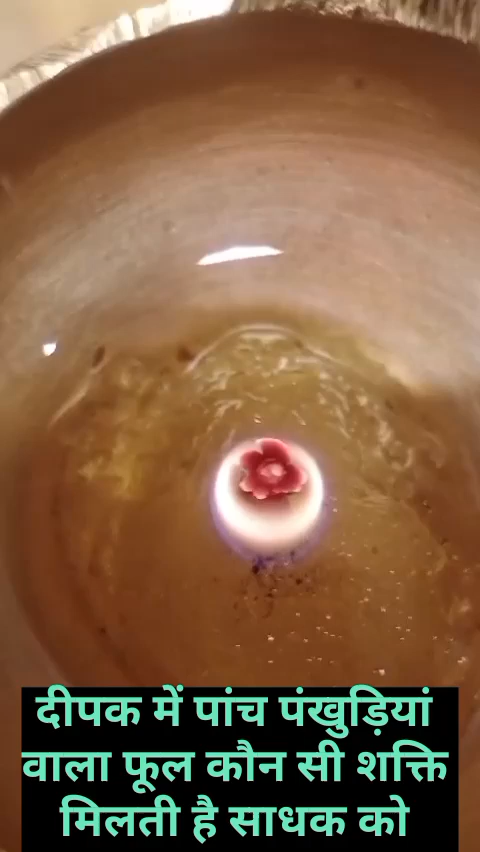 दीपक में पांच पंखुड़ियां
वाला फूल कौन सी शक्ति
मिलती है साधक को